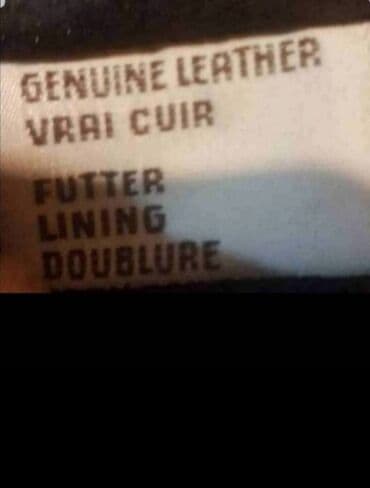 GENUINE LEATHER
VRAI CUIR
FUTTER
LINING
DOUBLURE